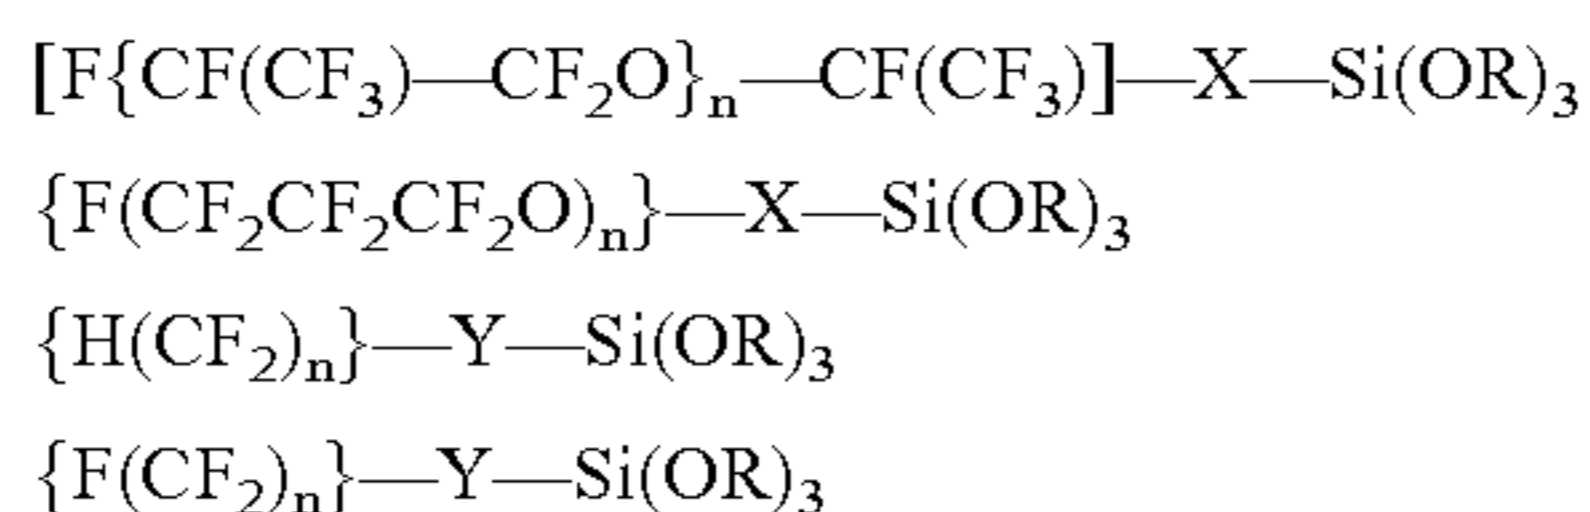 [F{CF(CF₃)—CF₂O}ₙ—CF(CF₃)]—X—Si(OR)₃
{F(CF₂CF₂CF₂O)ₙ}—X—Si(OR)₃
{H(CF₂)ₙ}—Y—Si(OR)₃
{F(CF₂)ₙ}—Y—Si(OR)₃